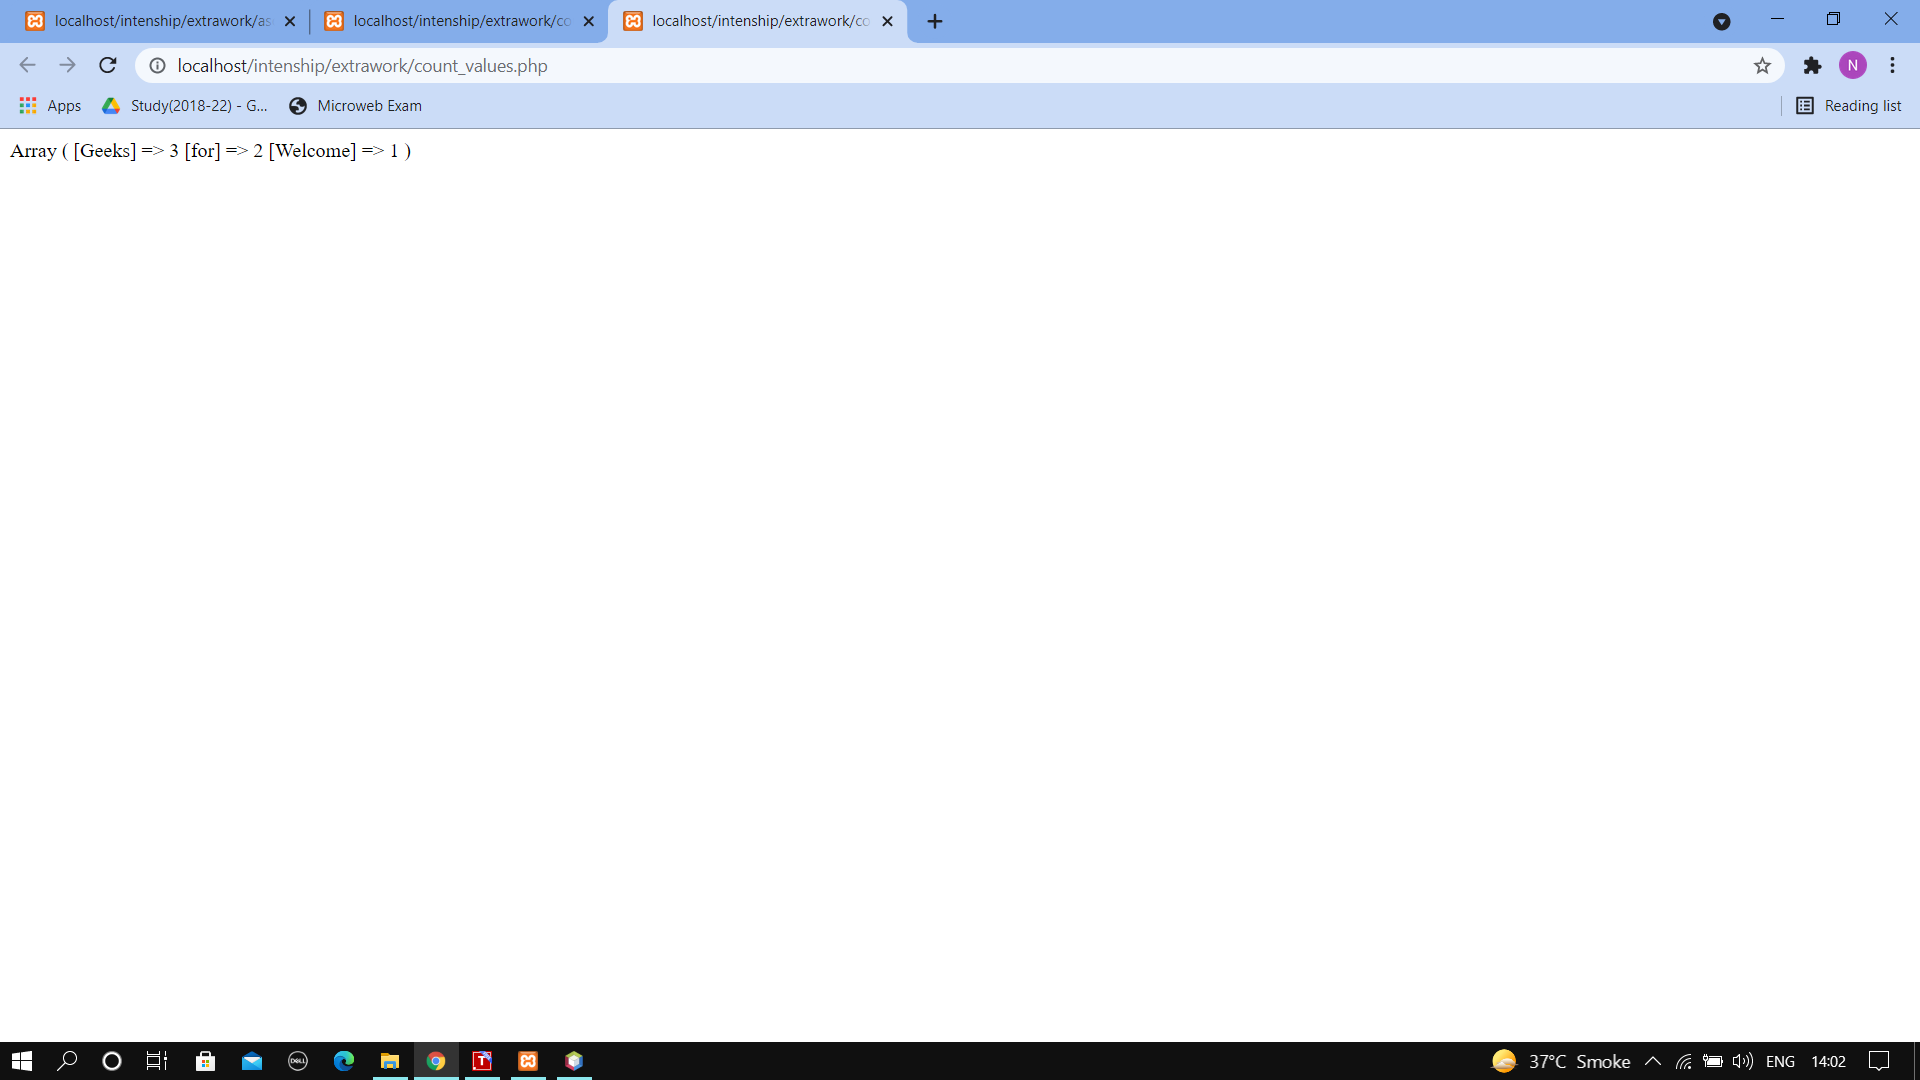 localhost/intenship/extrawork/as localhost/intenship/extrawork/co localhost/intenship/extrawork/co
localhost/intenship/extrawork/count_values.php N
Apps Study(2018-22) - G... Microweb Exam Reading list
Array ( [Geeks] => 3 [for] => 2 [Welcome] => 1 )
DELL T 37°C Smoke ENG 14:02